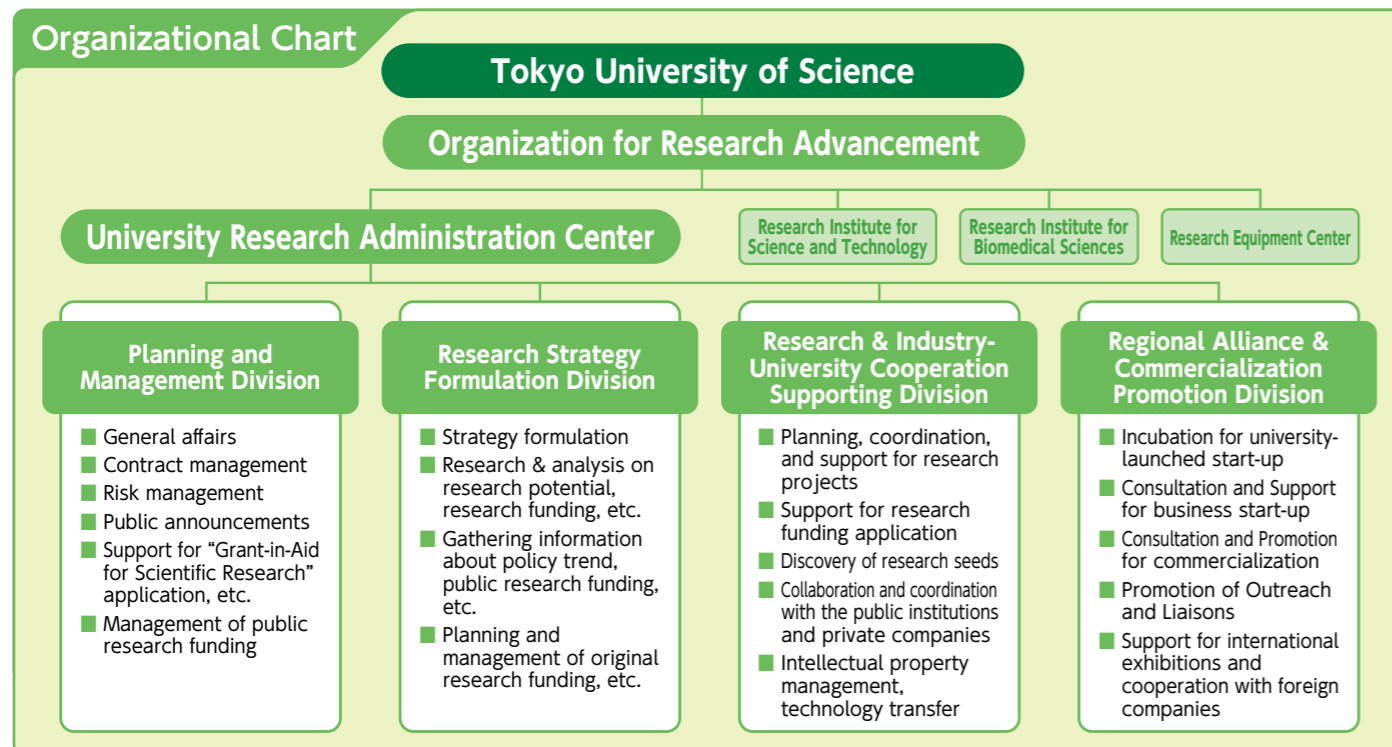 Organizational Chart
Tokyo University of Science
Organization for Research Advancement
University Research Administration Center
Research Institute for
Science and Technology
Research Institute for
Biomedical Sciences
Research Equipment Center
Planning and
Management Division
■ General affairs
■ Contract management
■ Risk management
■ Public announcements
■ Support for “Grant-in-Aid
for Scientific Research”
application, etc.
■ Management of public
research funding
Research Strategy
Formulation Division
■ Strategy formulation
■ Research & analysis on
research potential,
research funding, etc.
■ Gathering information
about policy trend,
public research funding,
etc.
■ Planning and
management of original
research funding, etc.
Research & Industry-
University Cooperation
Supporting Division
■ Planning, coordination,
and support for research
projects
■ Support for research
funding application
■ Discovery of research seeds
■ Collaboration and coordination
with the public institutions
and private companies
■ Intellectual property
management,
technology transfer
Regional Alliance &
Commercialization
Promotion Division
■ Incubation for university-
launched start-up
■ Consultation and Support
for business start-up
■ Consultation and Promotion
for commercialization
■ Promotion of Outreach
and Liaisons
■ Support for international
exhibitions and
cooperation with foreign
companies